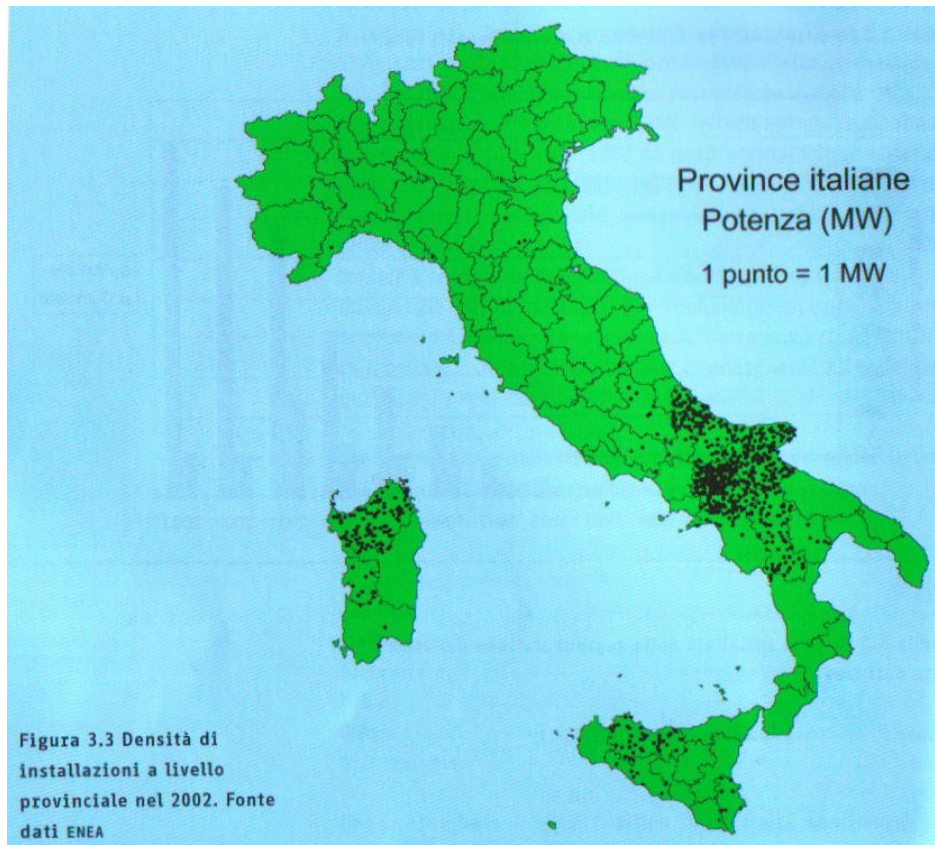 Province italiane
Potenza (MW)
1 punto = 1 MW
Figura 3.3 Densità di
installazioni a livello
provinciale nel 2002. Fonte
dati ENEA